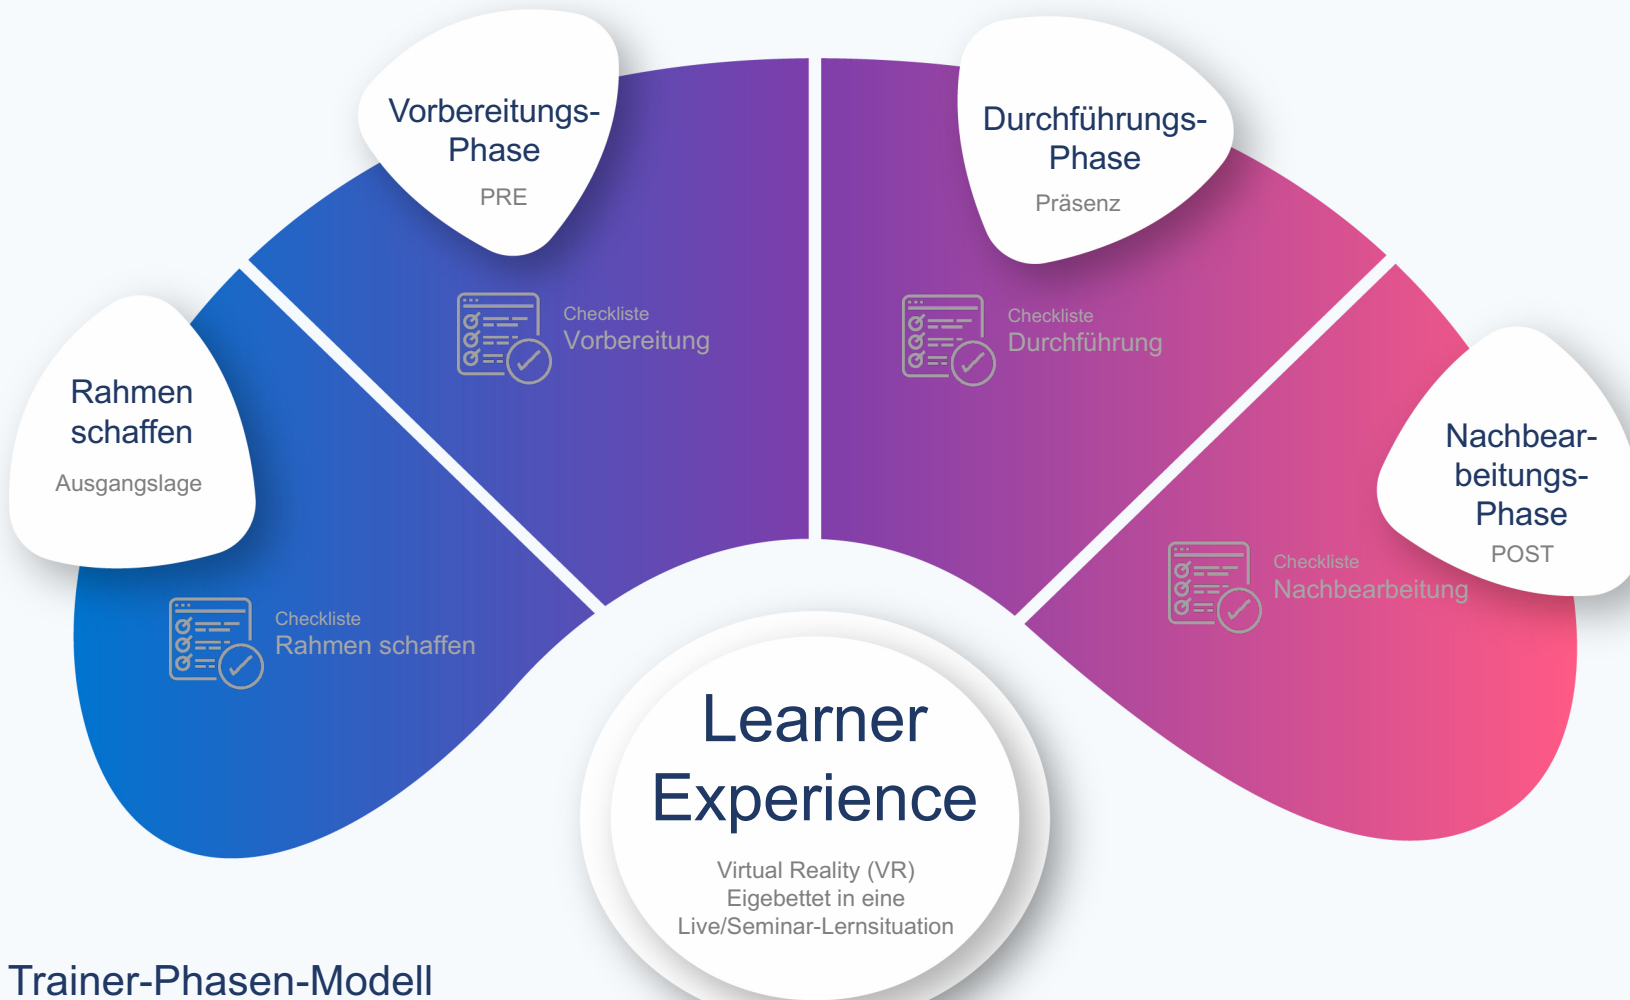 Rahmen
schaffen
Ausgangslage
Checkliste
Rahmen schaffen
Vorbereitungs-
Phase
PRE
Checkliste
Vorbereitung
Durchführungs-
Phase
Präsenz
Checkliste
Durchführung
Nachbear-
beitungs-
Phase
POST
Checkliste
Nachbearbeitung
Learner
Experience
Virtual Reality (VR)
Eigebettet in eine
Live/Seminar-Lernsituation
Trainer-Phasen-Modell